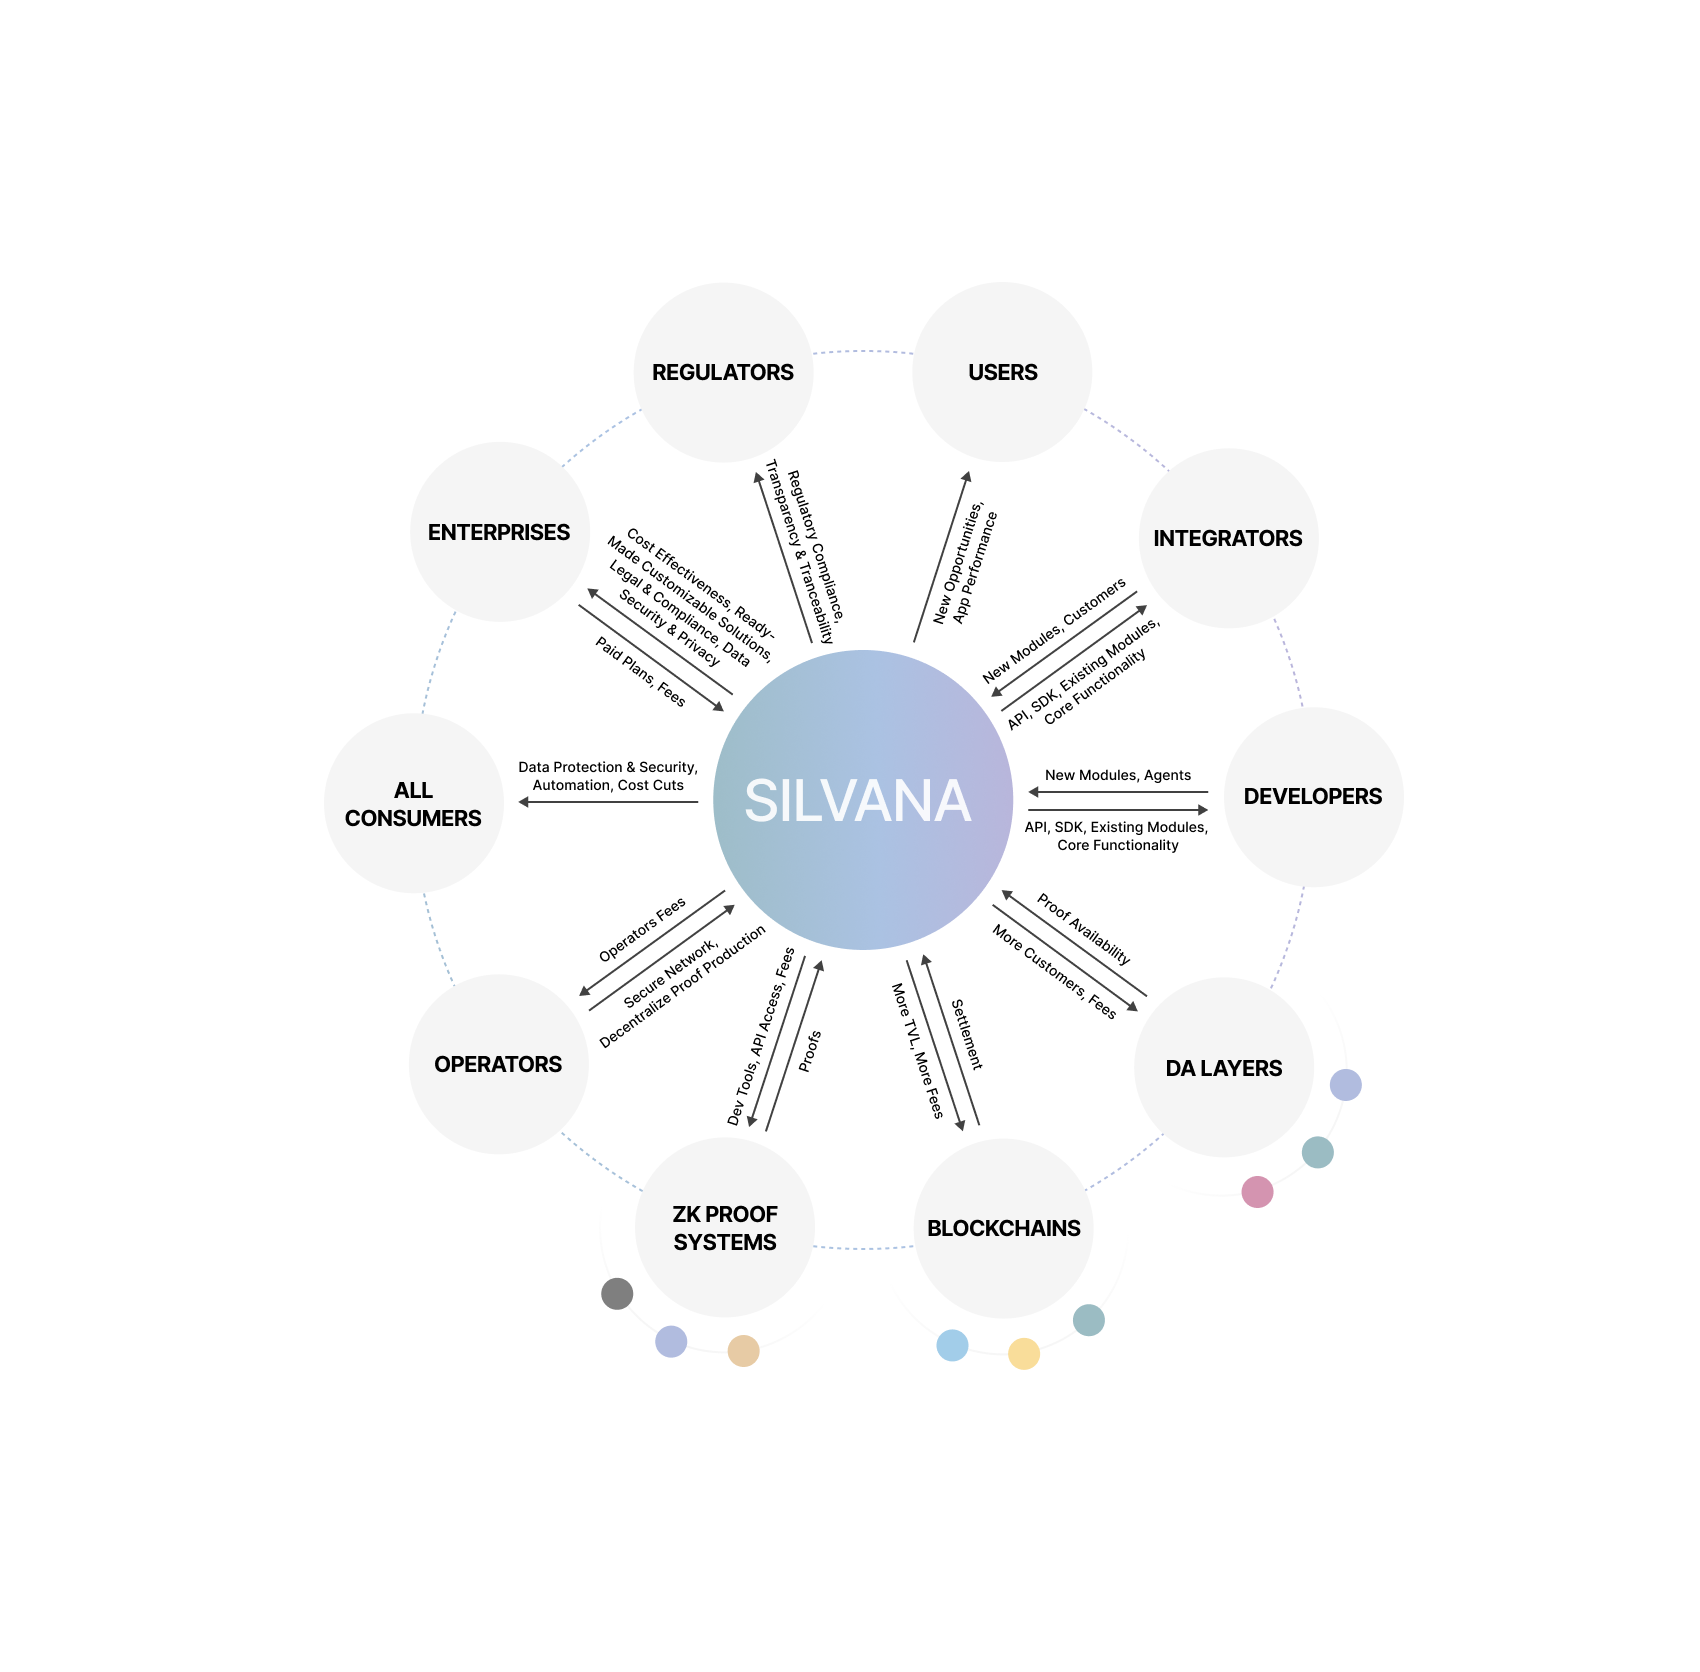 REGULATORS
USERS
ENTERPRISES
INTEGRATORS
Regulatory Compliance,
Transparency & Tranceability
New Opportunities,
App Performance
Cost Effectiveness, Ready-
Made Customizable Solutions,
Legal & Compliance, Data
Security & Privacy
Paid Plans, Fees
New Modules, Customers
API, SDK, Existing Modules,
Core Functionality
ALL
CONSUMERS
Data Protection & Security,
Automation, Cost Cuts
SILVANA
New Modules, Agents
API, SDK, Existing Modules,
Core Functionality
DEVELOPERS
Operators Fees
Secure Network,
Decentralize Proof Production
Dev Tools, API Access, Fees
Proofs
More TVL, More Fees
Settlement
Proof Availability
More Customers, Fees
OPERATORS
DA LAYERS
ZK PROOF
SYSTEMS
BLOCKCHAINS